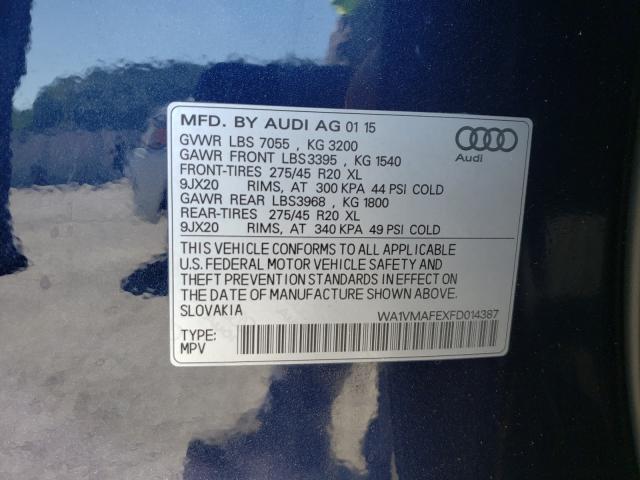 MFD. BY AUDI AG 01 15
GVWR LBS 7055 , KG 3200
GAWR FRONT LBS3395 , KG 1540
FRONT-TIRES 275/45 R20 XL
9JX20 RIMS, AT 300 KPA 44 PSI COLD
GAWR REAR LBS3968 , KG 1800
REAR-TIRES 275/45 R20 XL
9JX20 RIMS, AT 340 KPA 49 PSI COLD
Audi
THIS VEHICLE CONFORMS TO ALL APPLICABLE
U.S. FEDERAL MOTOR VEHICLE SAFETY AND
THEFT PREVENTION STANDARDS IN EFFECT ON
THE DATE OF MANUFACTURE SHOWN ABOVE.
SLOVAKIA
WA1VMAFEXFD014387
TYPE:
MPV